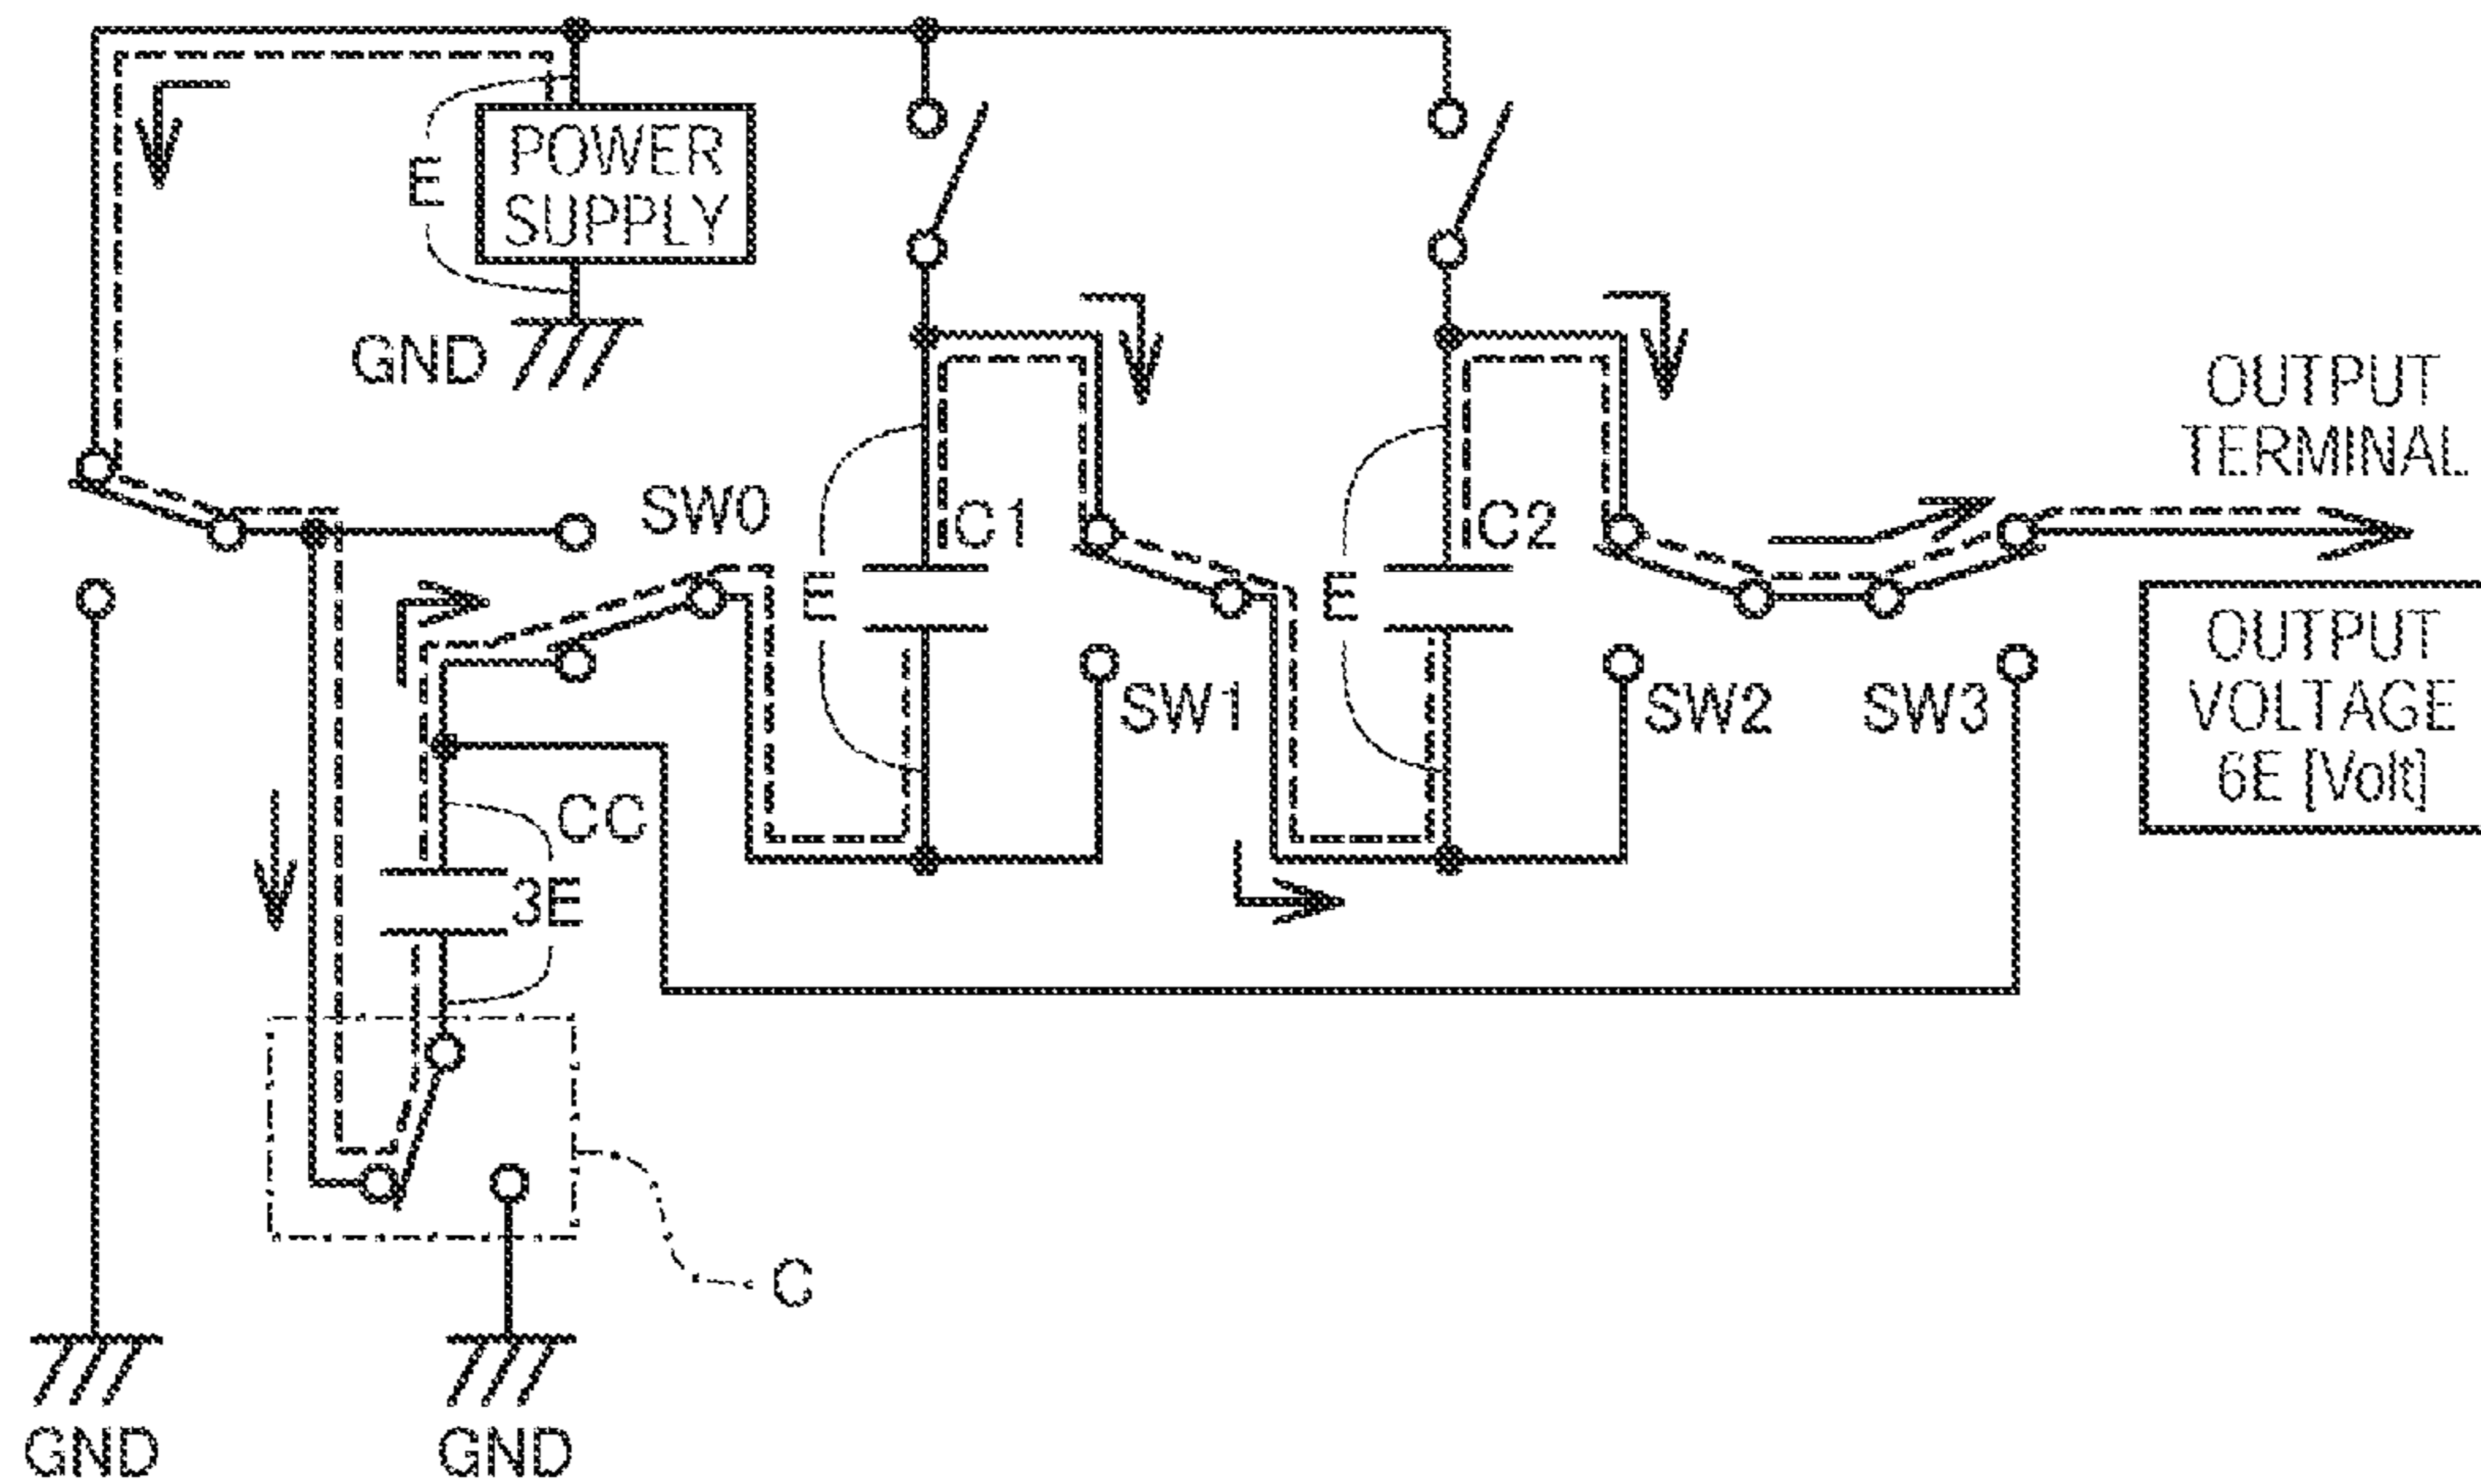 POWER
SUPPLY
E
GND
OUTPUT
TERMINAL
SW0
C1
C2
E
E
OUTPUT
VOLTAGE
6E [Volt]
SW1
SW2
SW3
CC
3E
C
GND
GND